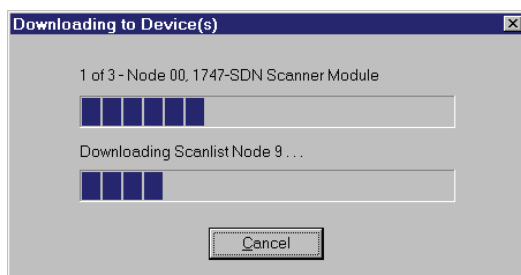 Downloading to Device(s)
1 of 3 - Node 00, 1747-SDN Scanner Module
Downloading Scanlist Node 9 . . .
Cancel